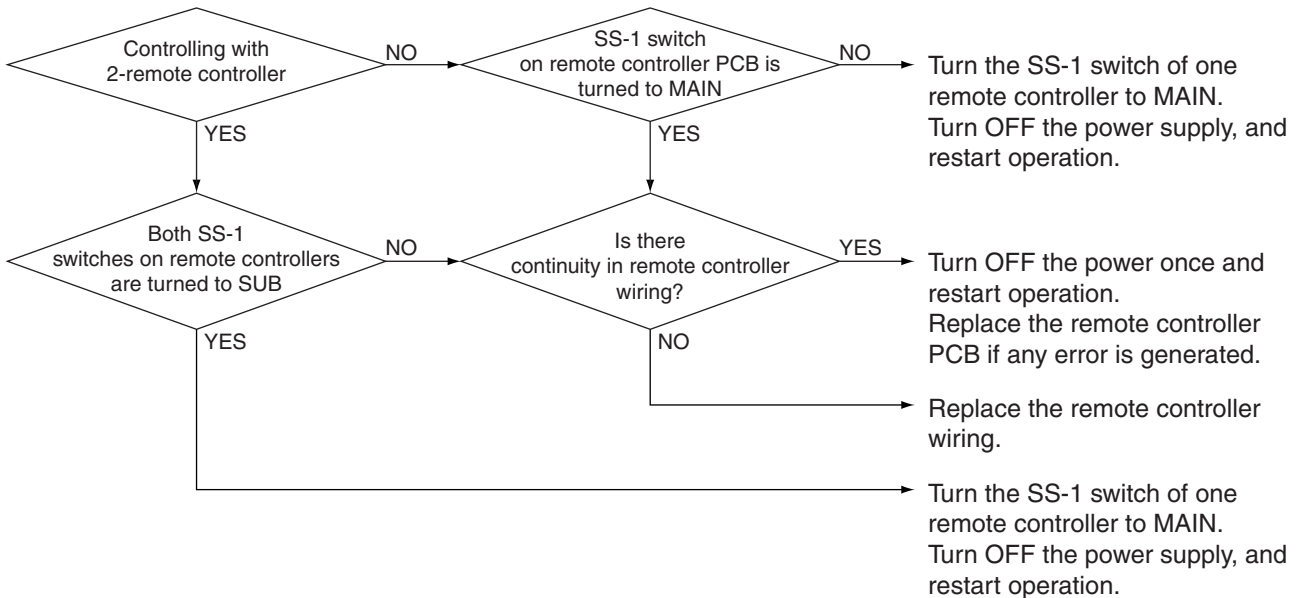 Controlling with
2-remote controller
NO
SS-1 switch
on remote controller PCB is
turned to MAIN
NO
Turn the SS-1 switch of one
remote controller to MAIN.
Turn OFF the power supply, and
restart operation.
YES
YES
Both SS-1
switches on remote controllers
are turned to SUB
NO
Is there
continuity in remote controller
wiring?
YES
Turn OFF the power once and
restart operation.
Replace the remote controller
PCB if any error is generated.
YES
NO
Replace the remote controller
wiring.
Turn the SS-1 switch of one
remote controller to MAIN.
Turn OFF the power supply, and
restart operation.